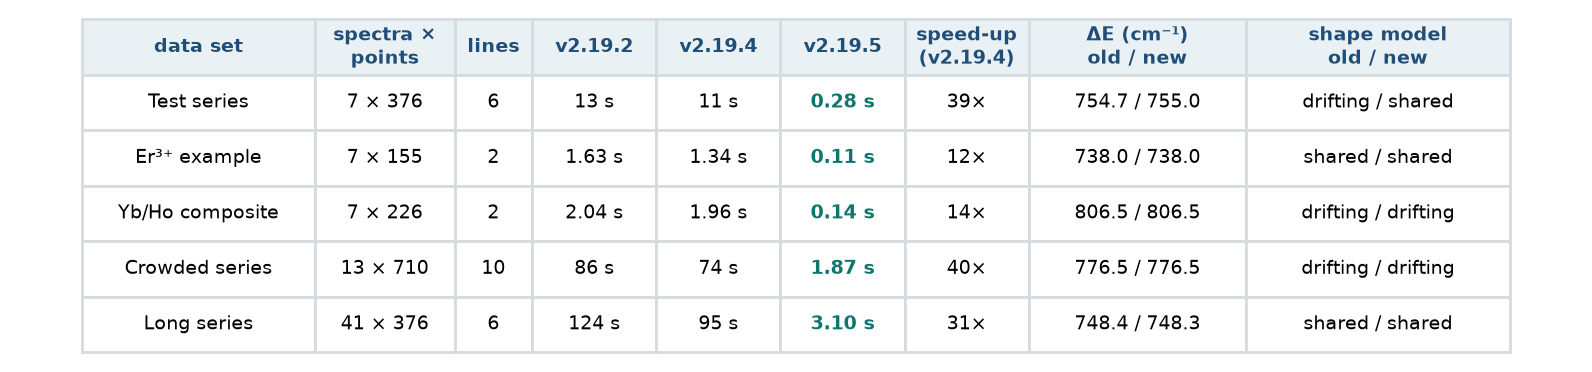 data set | spectra × points | lines | v2.19.2 | v2.19.4 | v2.19.5 | speed-up (v2.19.4) | ΔE (cm⁻¹) old / new | shape model old / new
Test series | 7 × 376 | 6 | 13 s | 11 s | 0.28 s | 39× | 754.7 / 755.0 | drifting / shared
Er³⁺ example | 7 × 155 | 2 | 1.63 s | 1.34 s | 0.11 s | 12× | 738.0 / 738.0 | shared / shared
Yb/Ho composite | 7 × 226 | 2 | 2.04 s | 1.96 s | 0.14 s | 14× | 806.5 / 806.5 | drifting / drifting
Crowded series | 13 × 710 | 10 | 86 s | 74 s | 1.87 s | 40× | 776.5 / 776.5 | drifting / drifting
Long series | 41 × 376 | 6 | 124 s | 95 s | 3.10 s | 31× | 748.4 / 748.3 | shared / shared